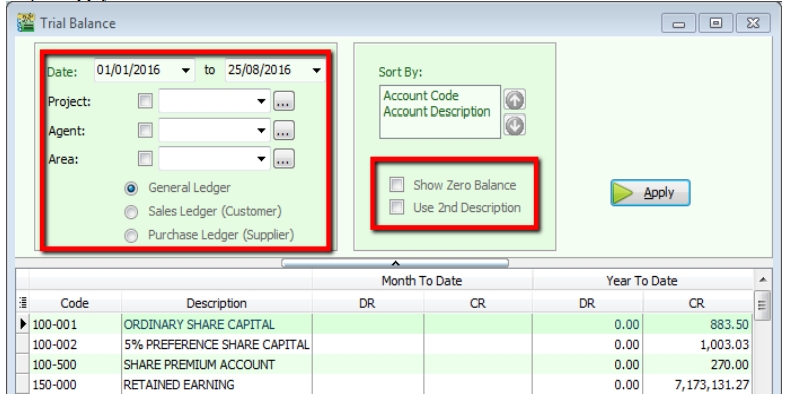 Trial Balance
Date: 01/01/2016 to 25/08/2016
Project: ...
Agent: ...
Area: ...
General Ledger
Sales Ledger (Customer)
Purchase Ledger (Supplier)
Sort By:
Account Code
Account Description
Show Zero Balance
Use 2nd Description
Apply
Month To Date Year To Date
Code Description DR CR DR CR
100-001 ORDINARY SHARE CAPITAL 0.00 883.50
100-002 5% PREFERENCE SHARE CAPITAL 0.00 1,003.03
100-500 SHARE PREMIUM ACCOUNT 0.00 270.00
150-000 RETAINED EARNING 0.00 7,173,131.27